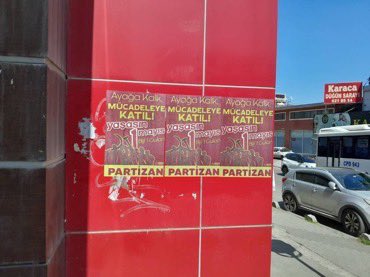 Ayağa Kalk,
MÜCADELEYE
KATIL!
yaşasın
1 mayıs
PARTİZAN
Ayağa Kalk,
MÜCADELEYE
KATIL!
yaşasın
1 mayıs
PARTİZAN
Ayağa Kalk,
MÜCADELEYE
KATIL!
yaşasın
1 mayıs
PARTİZAN
Karaca
DÜĞÜN SARAYI